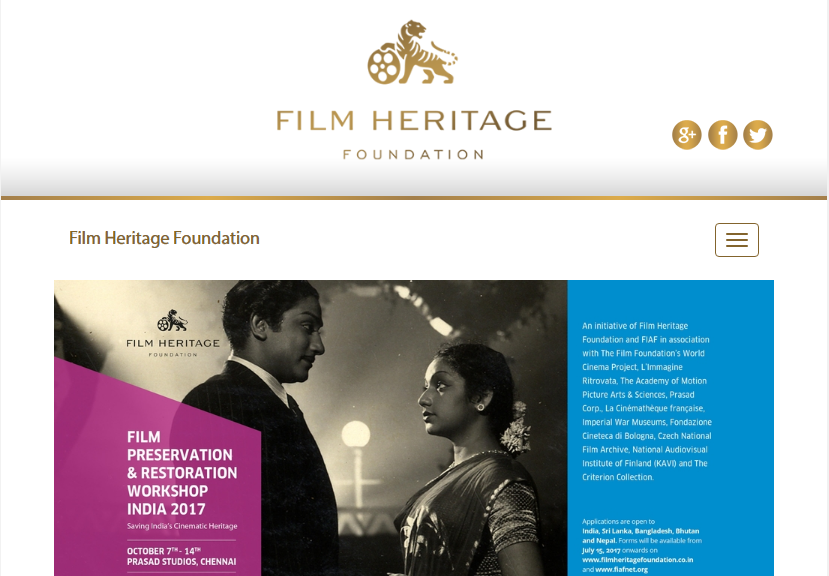 FILM HERITAGE
FOUNDATION
g+
Film Heritage Foundation
FILM HERITAGE
FOUNDATION
FILM
PRESERVATION
& RESTORATION
WORKSHOP
INDIA 2017
Saving India's Cinematic Heritage
OCTOBER 7TH - 14TH
PRASAD STUDIOS, CHENNAI
An initiative of Film Heritage
Foundation and FIAF in association
with The Film Foundation's World
Cinema Project, L'Immagine
Ritrovata, The Academy of Motion
Picture Arts & Sciences, Prasad
Corp., La Cinémathèque française,
Imperial War Museums, Fondazione
Cineteca di Bologna, Czech National
Film Archive, National Audiovisual
Institute of Finland (KAVI) and The
Criterion Collection.
Applications are open to
India, Sri Lanka, Bangladesh, Bhutan
and Nepal. Forms will be available from
July 15, 2017 onwards on
www.filmheritagefoundation.co.in
and www.fiafnet.org